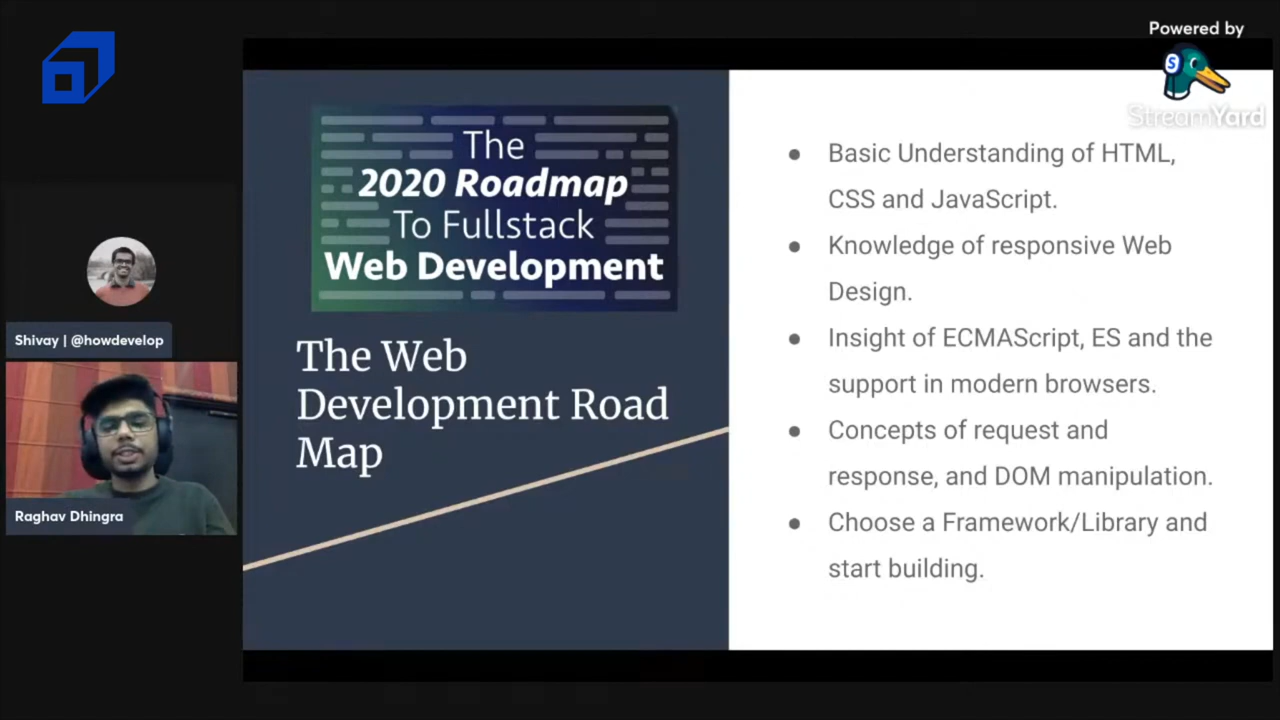 Powered by
S
StreamYard
The
2020 Roadmap
To Fullstack
Web Development
The Web
Development Road
Map
● Basic Understanding of HTML,
CSS and JavaScript.
● Knowledge of responsive Web
Design.
● Insight of ECMAScript, ES and the
support in modern browsers.
● Concepts of request and
response, and DOM manipulation.
● Choose a Framework/Library and
start building.
Shivay | @howdevelop
Raghav Dhingra